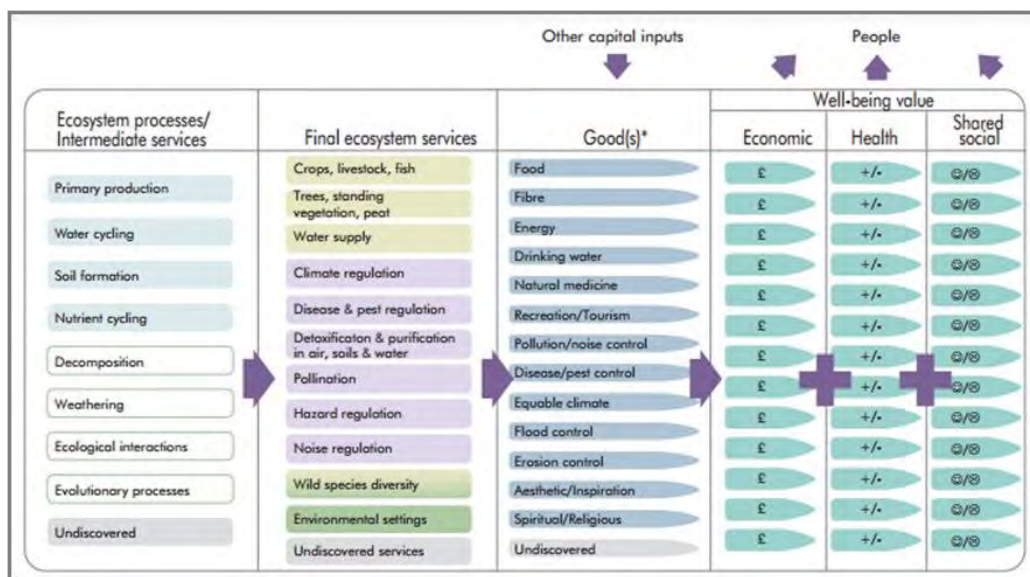 Other capital inputs
People
Ecosystem processes/
Intermediate services
Primary production
Water cycling
Soil formation
Nutrient cycling
Decomposition
Weathering
Ecological interactions
Evolutionary processes
Undiscovered
Final ecosystem services
Crops, livestock, fish
Trees, standing
vegetation, peat
Water supply
Climate regulation
Disease & pest regulation
Detoxificaton & purification
in air, soils & water
Pollination
Hazard regulation
Noise regulation
Wild species diversity
Environmental settings
Undiscovered services
Good(s)*
Food
Fibre
Energy
Drinking water
Natural medicine
Recreation/Tourism
Pollution/noise control
Disease/pest control
Equable climate
Flood control
Erosion control
Aesthetic/Inspiration
Spiritual/Religious
Undiscovered
Well-being value
Economic Health Shared
social
£ +/- ☺/☹
£ +/- ☺/☹
£ +/- ☺/☹
£ +/- ☺/☹
£ +/- ☺/☹
£ +/- ☺/☹
£ +/- ☺/☹
£ +/- ☺/☹
£ +/- ☺/☹
£ +/- ☺/☹
£ +/- ☺/☹
£ +/- ☺/☹
£ +/- ☺/☹